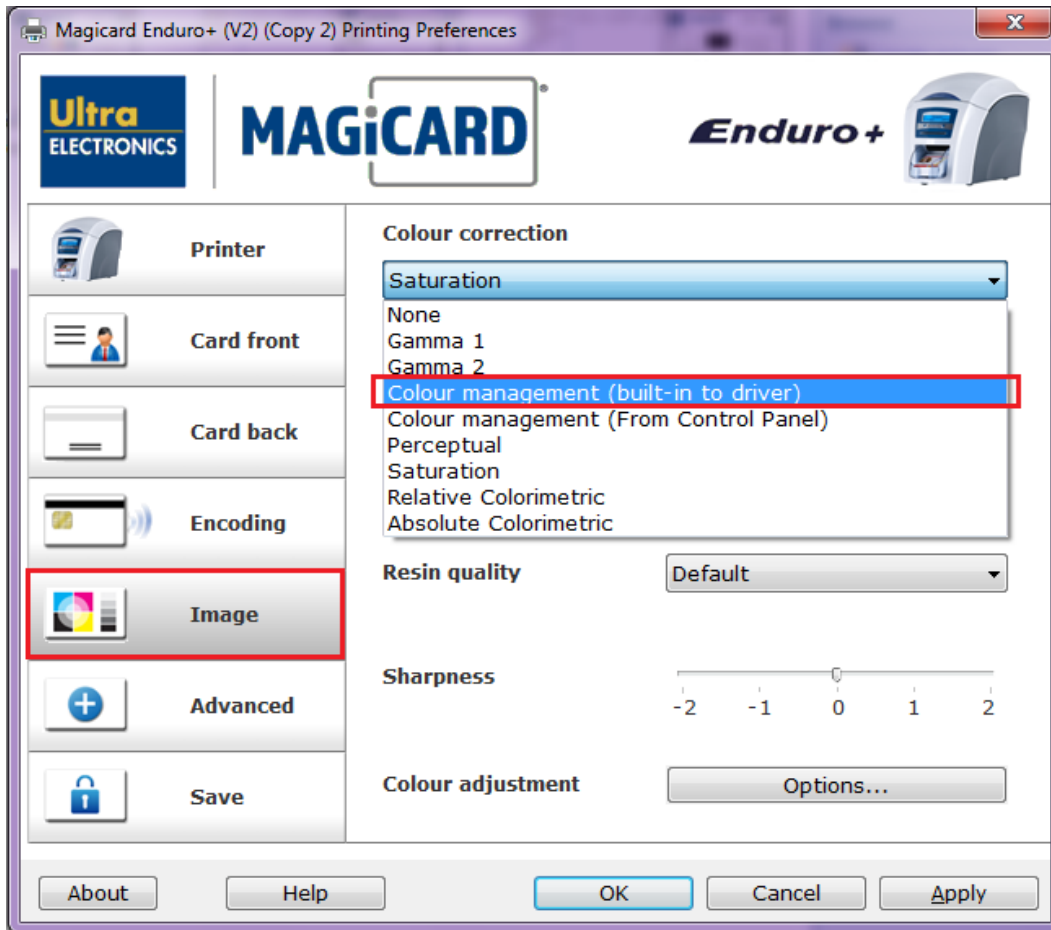 Magicard Enduro+ (V2) (Copy 2) Printing Preferences
Ultra
ELECTRONICS
MAGiCARD
Enduro+
Printer
Card front
Card back
Encoding
Image
Advanced
Save
Colour correction
Saturation
None
Gamma 1
Gamma 2
Colour management (built-in to driver)
Colour management (From Control Panel)
Perceptual
Saturation
Relative Colorimetric
Absolute Colorimetric
Resin quality
Default
Sharpness
-2 -1 0 1 2
Colour adjustment
Options...
About
Help
OK
Cancel
Apply